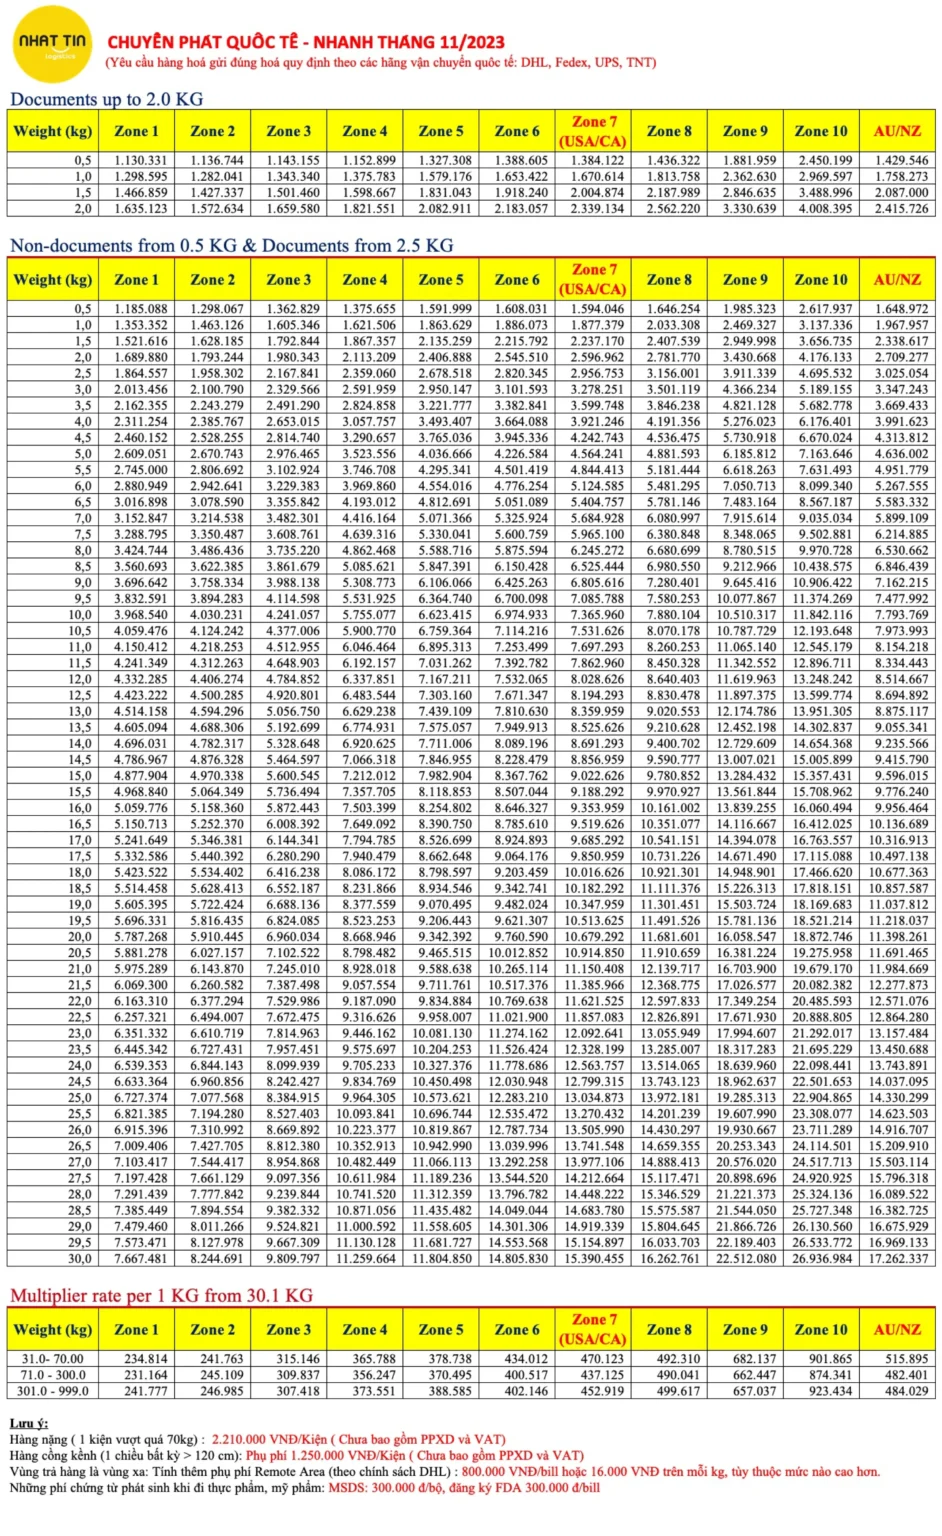 NHAT TIN
logistics
CHUYỂN PHÁT QUỐC TẾ - NHANH THÁNG 11/2023
(Yêu cầu hàng hoá gửi đúng hoá quy định theo các hãng vận chuyển quốc tế: DHL, Fedex, UPS, TNT)
Documents up to 2.0 KG
Weight (kg) Zone 1 Zone 2 Zone 3 Zone 4 Zone 5 Zone 6 Zone 7 (USA/CA) Zone 8 Zone 9 Zone 10 AU/NZ
0,5 1.130.331 1.136.744 1.143.155 1.152.899 1.327.308 1.388.605 1.384.122 1.436.322 1.881.959 2.450.199 1.429.546
1,0 1.298.595 1.282.041 1.343.340 1.375.783 1.579.176 1.653.422 1.670.614 1.813.758 2.362.630 2.969.597 1.758.273
1,5 1.466.859 1.427.337 1.501.460 1.598.667 1.831.043 1.918.240 2.004.874 2.187.989 2.846.635 3.488.996 2.087.000
2,0 1.635.123 1.572.634 1.659.580 1.821.551 2.082.911 2.183.057 2.339.134 2.562.220 3.330.639 4.008.395 2.415.726
Non-documents from 0.5 KG & Documents from 2.5 KG
Weight (kg) Zone 1 Zone 2 Zone 3 Zone 4 Zone 5 Zone 6 Zone 7 (USA/CA) Zone 8 Zone 9 Zone 10 AU/NZ
0,5 1.185.088 1.298.067 1.362.829 1.375.655 1.591.999 1.608.031 1.594.046 1.646.254 1.985.323 2.617.937 1.648.972
1,0 1.353.352 1.463.126 1.605.346 1.621.506 1.863.629 1.886.073 1.877.379 2.033.308 2.469.327 3.137.336 1.967.957
1,5 1.521.616 1.628.185 1.792.844 1.867.357 2.135.259 2.215.792 2.237.170 2.407.539 2.949.998 3.656.735 2.338.617
2,0 1.689.880 1.793.244 1.980.343 2.113.209 2.406.888 2.545.510 2.596.962 2.781.770 3.430.668 4.176.133 2.709.277
2,5 1.864.557 1.958.302 2.167.841 2.359.060 2.678.518 2.820.345 2.956.753 3.156.001 3.911.339 4.695.532 3.025.054
3,0 2.013.456 2.100.790 2.329.566 2.591.959 2.950.147 3.101.593 3.278.251 3.501.119 4.366.234 5.189.155 3.347.243
3,5 2.162.355 2.243.279 2.491.290 2.824.858 3.221.777 3.382.841 3.599.748 3.846.238 4.821.128 5.682.778 3.669.433
4,0 2.311.254 2.385.767 2.653.015 3.057.757 3.493.407 3.664.088 3.921.246 4.191.356 5.276.023 6.176.401 3.991.623
4,5 2.460.152 2.528.255 2.814.740 3.290.657 3.765.036 3.945.336 4.242.743 4.536.475 5.730.918 6.670.024 4.313.812
5,0 2.609.051 2.670.743 2.976.465 3.523.556 4.036.666 4.226.584 4.564.241 4.881.593 6.185.812 7.163.646 4.636.002
5,5 2.745.000 2.806.692 3.102.924 3.746.708 4.295.341 4.501.419 4.844.413 5.181.444 6.618.263 7.631.493 4.951.779
6,0 2.880.949 2.942.641 3.229.383 3.969.860 4.554.016 4.776.254 5.124.585 5.481.295 7.050.713 8.099.340 5.267.555
6,5 3.016.898 3.078.590 3.355.842 4.193.012 4.812.691 5.051.089 5.404.757 5.781.146 7.483.164 8.567.187 5.583.332
7,0 3.152.847 3.214.538 3.482.301 4.416.164 5.071.366 5.325.924 5.684.928 6.080.997 7.915.614 9.035.034 5.899.109
7,5 3.288.795 3.350.487 3.608.761 4.639.316 5.330.041 5.600.759 5.965.100 6.380.848 8.348.065 9.502.881 6.214.885
8,0 3.424.744 3.486.436 3.735.220 4.862.468 5.588.716 5.875.594 6.245.272 6.680.699 8.780.515 9.970.728 6.530.662
8,5 3.560.693 3.622.385 3.861.679 5.085.621 5.847.391 6.150.428 6.525.444 6.980.550 9.212.966 10.438.575 6.846.439
9,0 3.696.642 3.758.334 3.988.138 5.308.773 6.106.066 6.425.263 6.805.616 7.280.401 9.645.416 10.906.422 7.162.215
9,5 3.832.591 3.894.283 4.114.598 5.531.925 6.364.740 6.700.098 7.085.788 7.580.253 10.077.867 11.374.269 7.477.992
10,0 3.968.540 4.030.231 4.241.057 5.755.077 6.623.415 6.974.933 7.365.960 7.880.104 10.510.317 11.842.116 7.793.769
10,5 4.059.476 4.124.242 4.377.006 5.900.770 6.759.364 7.114.216 7.531.626 8.070.178 10.787.729 12.193.648 7.973.993
11,0 4.150.412 4.218.253 4.512.955 6.046.464 6.895.313 7.253.499 7.697.293 8.260.253 11.065.140 12.545.179 8.154.218
11,5 4.241.349 4.312.263 4.648.903 6.192.157 7.031.262 7.392.782 7.862.960 8.450.328 11.342.552 12.896.711 8.334.443
12,0 4.332.285 4.406.274 4.784.852 6.337.851 7.167.211 7.532.065 8.028.626 8.640.403 11.619.963 13.248.242 8.514.667
12,5 4.423.222 4.500.285 4.920.801 6.483.544 7.303.160 7.671.347 8.194.293 8.830.478 11.897.375 13.599.774 8.694.892
13,0 4.514.158 4.594.296 5.056.750 6.629.238 7.439.109 7.810.630 8.359.959 9.020.553 12.174.786 13.951.305 8.875.117
13,5 4.605.094 4.688.306 5.192.699 6.774.931 7.575.057 7.949.913 8.525.626 9.210.628 12.452.198 14.302.837 9.055.341
14,0 4.696.031 4.782.317 5.328.648 6.920.625 7.711.006 8.089.196 8.691.293 9.400.702 12.729.609 14.654.368 9.235.566
14,5 4.786.967 4.876.328 5.464.597 7.066.318 7.846.955 8.228.479 8.856.959 9.590.777 13.007.021 15.005.899 9.415.790
15,0 4.877.904 4.970.338 5.600.545 7.212.012 7.982.904 8.367.762 9.022.626 9.780.852 13.284.432 15.357.431 9.596.015
15,5 4.968.840 5.064.349 5.736.494 7.357.705 8.118.853 8.507.044 9.188.292 9.970.927 13.561.844 15.708.962 9.776.240
16,0 5.059.776 5.158.360 5.872.443 7.503.399 8.254.802 8.646.327 9.353.959 10.161.002 13.839.255 16.060.494 9.956.464
16,5 5.150.713 5.252.370 6.008.392 7.649.092 8.390.750 8.785.610 9.519.626 10.351.077 14.116.667 16.412.025 10.136.689
17,0 5.241.649 5.346.381 6.144.341 7.794.785 8.526.699 8.924.893 9.685.292 10.541.151 14.394.078 16.763.557 10.316.913
17,5 5.332.586 5.440.392 6.280.290 7.940.479 8.662.648 9.064.176 9.850.959 10.731.226 14.671.490 17.115.088 10.497.138
18,0 5.423.522 5.534.402 6.416.238 8.086.172 8.798.597 9.203.459 10.016.626 10.921.301 14.948.901 17.466.620 10.677.363
18,5 5.514.458 5.628.413 6.552.187 8.231.866 8.934.546 9.342.741 10.182.292 11.111.376 15.226.313 17.818.151 10.857.587
19,0 5.605.395 5.722.424 6.688.136 8.377.559 9.070.495 9.482.024 10.347.959 11.301.451 15.503.724 18.169.683 11.037.812
19,5 5.696.331 5.816.435 6.824.085 8.523.253 9.206.443 9.621.307 10.513.625 11.491.526 15.781.136 18.521.214 11.218.037
20,0 5.787.268 5.910.445 6.960.034 8.668.946 9.342.392 9.760.590 10.679.292 11.681.601 16.058.547 18.872.746 11.398.261
20,5 5.881.278 6.027.157 7.102.522 8.798.482 9.465.515 10.012.852 10.914.850 11.910.659 16.381.224 19.275.958 11.691.465
21,0 5.975.289 6.143.870 7.245.010 8.928.018 9.588.638 10.265.114 11.150.408 12.139.717 16.703.900 19.679.170 11.984.669
21,5 6.069.300 6.260.582 7.387.498 9.057.554 9.711.761 10.517.376 11.385.966 12.368.775 17.026.577 20.082.382 12.277.873
22,0 6.163.310 6.377.294 7.529.986 9.187.090 9.834.884 10.769.638 11.621.525 12.597.833 17.349.254 20.485.593 12.571.076
22,5 6.257.321 6.494.007 7.672.475 9.316.626 9.958.007 11.021.900 11.857.083 12.826.891 17.671.930 20.888.805 12.864.280
23,0 6.351.332 6.610.719 7.814.963 9.446.162 10.081.130 11.274.162 12.092.641 13.055.949 17.994.607 21.292.017 13.157.484
23,5 6.445.342 6.727.431 7.957.451 9.575.697 10.204.253 11.526.424 12.328.199 13.285.007 18.317.283 21.695.229 13.450.688
24,0 6.539.353 6.844.143 8.099.939 9.705.233 10.327.376 11.778.686 12.563.757 13.514.065 18.639.960 22.098.441 13.743.891
24,5 6.633.364 6.960.856 8.242.427 9.834.769 10.450.498 12.030.948 12.799.315 13.743.123 18.962.637 22.501.653 14.037.095
25,0 6.727.374 7.077.568 8.384.915 9.964.305 10.573.621 12.283.210 13.034.873 13.972.181 19.285.313 22.904.865 14.330.299
25,5 6.821.385 7.194.280 8.527.403 10.093.841 10.696.744 12.535.472 13.270.432 14.201.239 19.607.990 23.308.077 14.623.503
26,0 6.915.396 7.310.992 8.669.892 10.223.377 10.819.867 12.787.734 13.505.990 14.430.297 19.930.667 23.711.289 14.916.707
26,5 7.009.406 7.427.705 8.812.380 10.352.913 10.942.990 13.039.996 13.741.548 14.659.355 20.253.343 24.114.501 15.209.910
27,0 7.103.417 7.544.417 8.954.868 10.482.449 11.066.113 13.292.258 13.977.106 14.888.413 20.576.020 24.517.713 15.503.114
27,5 7.197.428 7.661.129 9.097.356 10.611.984 11.189.236 13.544.520 14.212.664 15.117.471 20.898.696 24.920.925 15.796.318
28,0 7.291.439 7.777.842 9.239.844 10.741.520 11.312.359 13.796.782 14.448.222 15.346.529 21.221.373 25.324.136 16.089.522
28,5 7.385.449 7.894.554 9.382.332 10.871.056 11.435.482 14.049.044 14.683.780 15.575.587 21.544.050 25.727.348 16.382.725
29,0 7.479.460 8.011.266 9.524.821 11.000.592 11.558.605 14.301.306 14.919.339 15.804.645 21.866.726 26.130.560 16.675.929
29,5 7.573.471 8.127.978 9.667.309 11.130.128 11.681.727 14.553.568 15.154.897 16.033.703 22.189.403 26.533.772 16.969.133
30,0 7.667.481 8.244.691 9.809.797 11.259.664 11.804.850 14.805.830 15.390.455 16.262.761 22.512.080 26.936.984 17.262.337
Multiplier rate per 1 KG from 30.1 KG
Weight (kg) Zone 1 Zone 2 Zone 3 Zone 4 Zone 5 Zone 6 Zone 7 (USA/CA) Zone 8 Zone 9 Zone 10 AU/NZ
31.0- 70.00 234.814 241.763 315.146 365.788 378.738 434.012 470.123 492.310 682.137 901.865 515.895
71.0 - 300.0 231.164 245.109 309.837 356.247 370.495 400.517 437.125 490.041 662.447 874.341 482.401
301.0 - 999.0 241.777 246.985 307.418 373.551 388.585 402.146 452.919 499.617 657.037 923.434 484.029
Lưu ý:
Hàng nặng ( 1 kiện vượt quá 70kg) : 2.210.000 VNĐ/Kiện ( Chưa bao gồm PPXD và VAT)
Hàng cồng kềnh (1 chiều bất kỳ > 120 cm): Phụ phí 1.250.000 VNĐ/Kiện ( Chưa bao gồm PPXD và VAT)
Vùng trả hàng là vùng xa: Tính thêm phụ phí Remote Area (theo chính sách DHL) : 800.000 VNĐ/bill hoặc 16.000 VNĐ trên mỗi kg, tùy thuộc mức nào cao hơn.
Những phí chứng từ phát sinh khi đi thực phẩm, mỹ phẩm: MSDS: 300.000 đ/bộ, đăng ký FDA 300.000 đ/bill